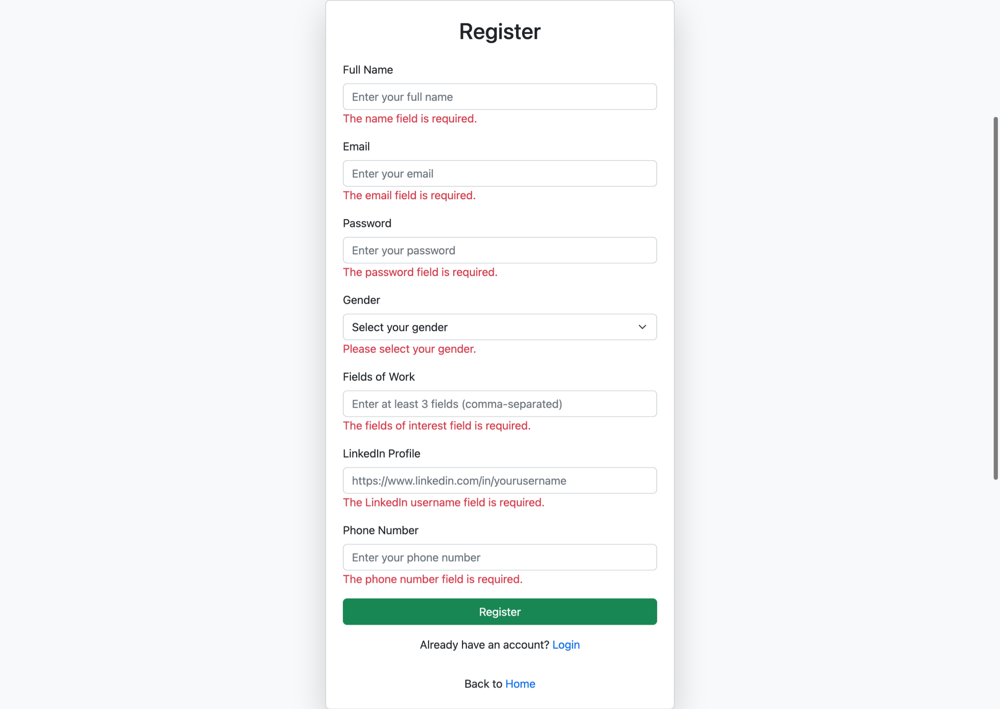 Register
Full Name
Enter your full name
The name field is required.
Email
Enter your email
The email field is required.
Password
Enter your password
The password field is required.
Gender
Select your gender
Please select your gender.
Fields of Work
Enter at least 3 fields (comma-separated)
The fields of interest field is required.
LinkedIn Profile
https://www.linkedin.com/in/yourusername
The LinkedIn username field is required.
Phone Number
Enter your phone number
The phone number field is required.
Register
Already have an account? Login
Back to Home